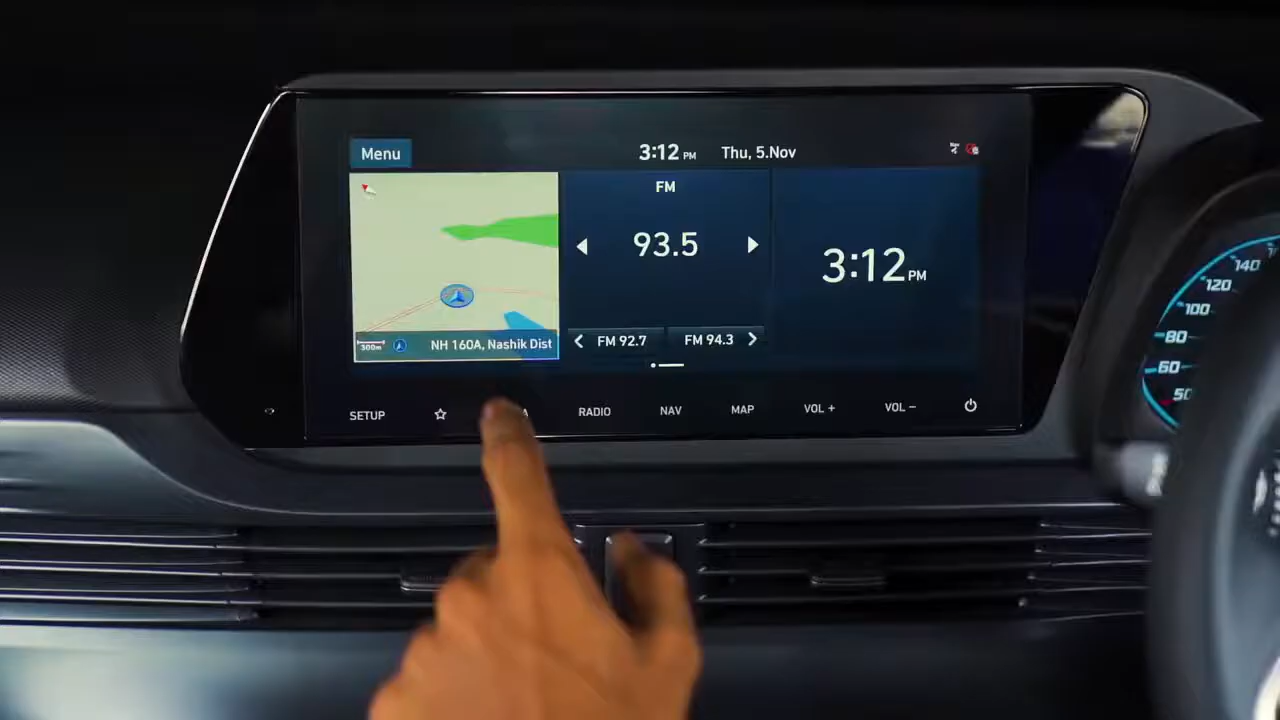 Menu
3:12 PM Thu, 5.Nov
FM
93.5
3:12 PM
FM 92.7
FM 94.3
300m
NH 160A, Nashik Dist
SETUP
RADIO
NAV
MAP
VOL +
VOL −
140
120
100
80
60
50